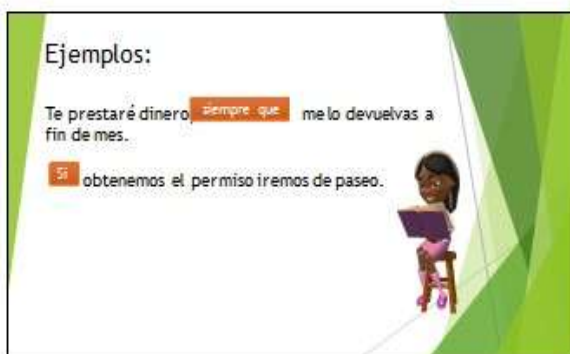 Ejemplos:
Te prestaré dinero siempre que me lo devuelvas a
fin de mes.
Si obtenemos el permiso iremos de paseo.